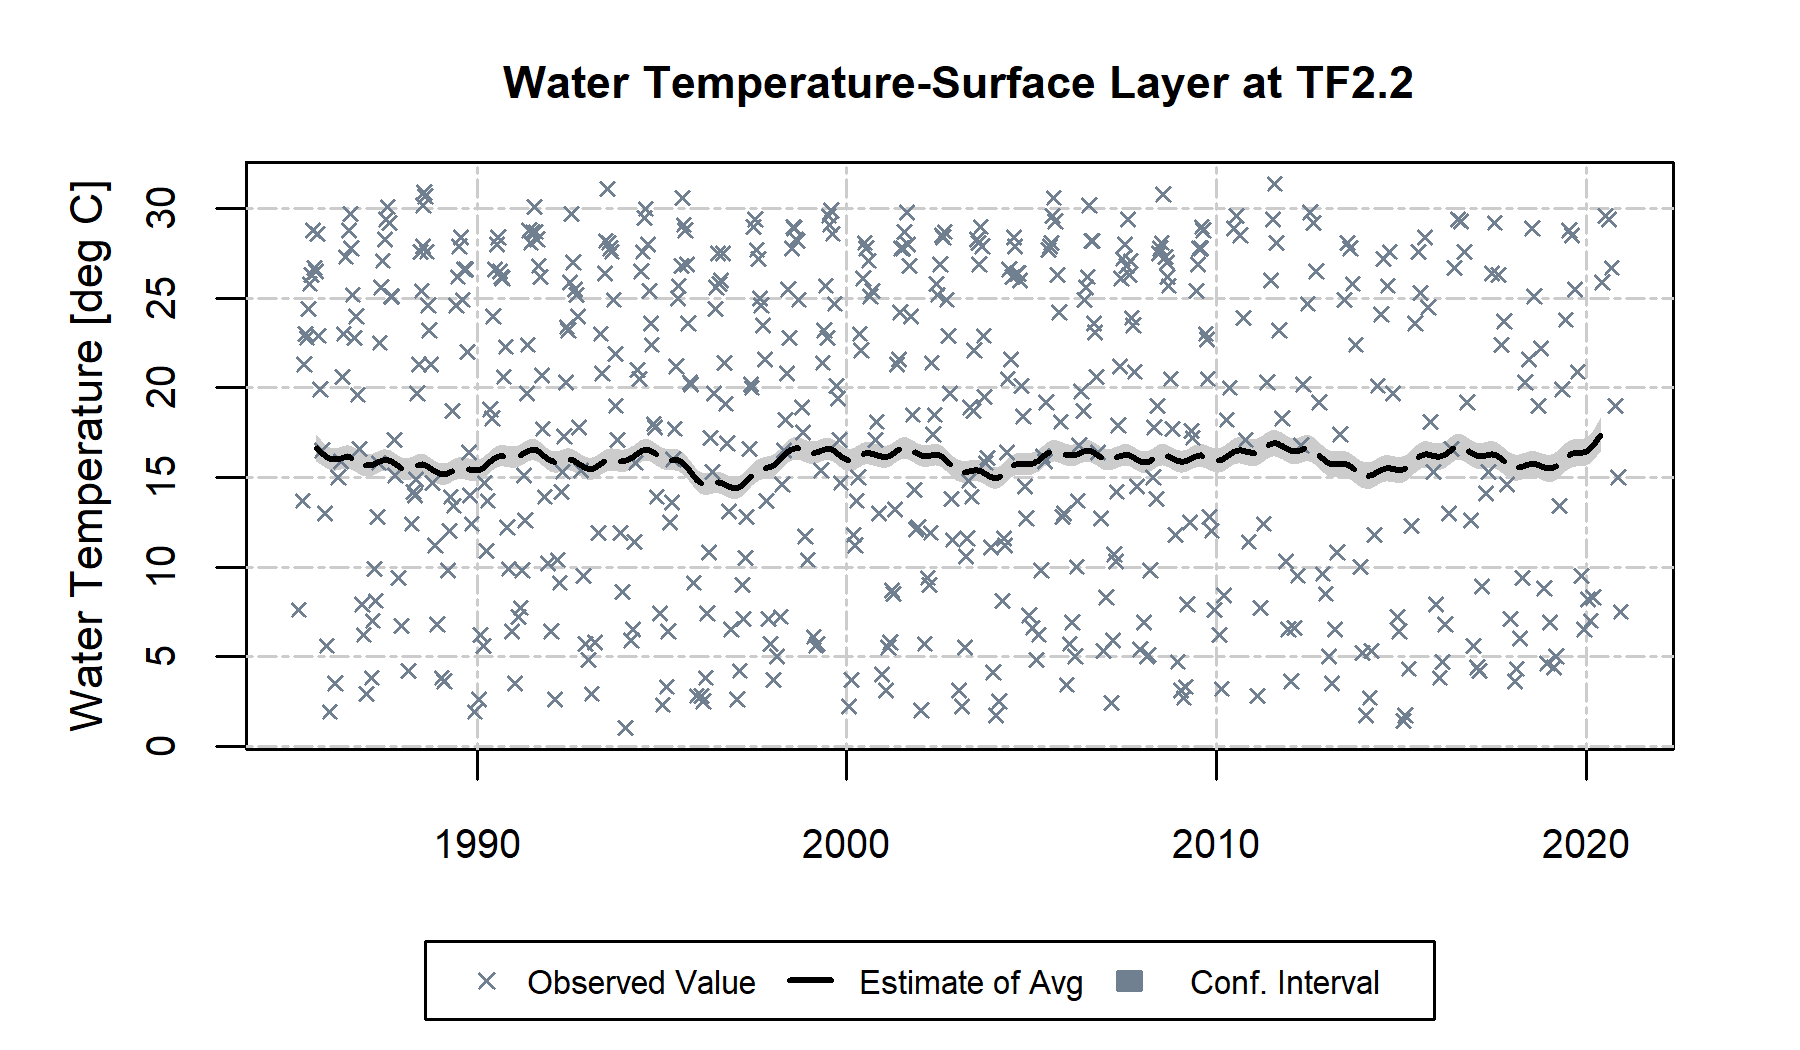 Water Temperature-Surface Layer at TF2.2
Water Temperature [deg C]
30
25
20
15
10
5
0
1990 2000 2010 2020
Observed Value Estimate of Avg Conf. Interval